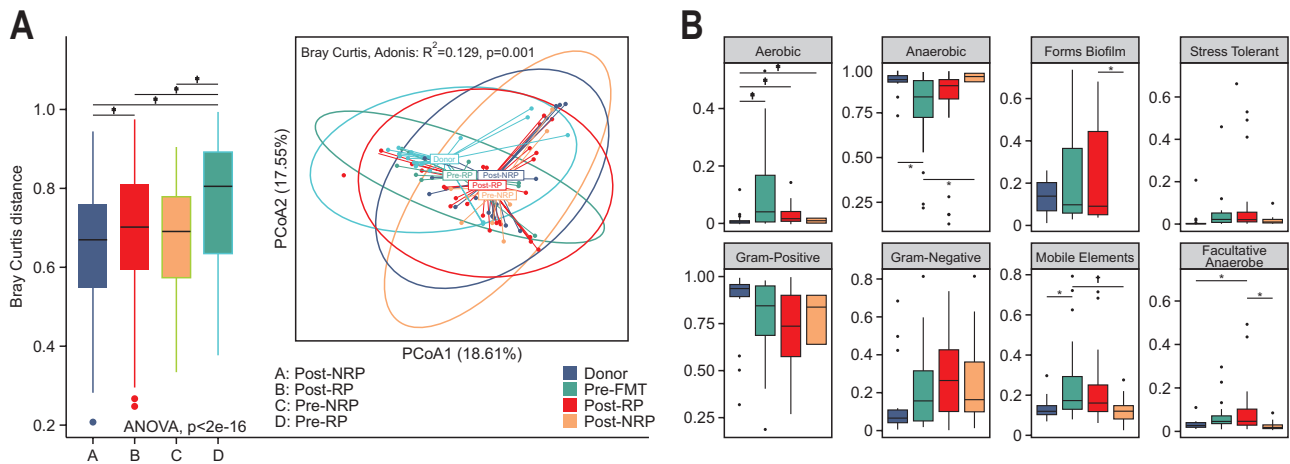 A
Bray Curtis distance
1.0
0.8
0.6
0.4
0.2
ǂ
ǂ
ǂ
ǂ
ANOVA, p<2e-16
A B C D
Bray Curtis, Adonis: R²=0.129, p=0.001
PCoA2 (17.55%)
Donor
Pre-RP Post-NRP
Post-RP
Pre-NRP
PCoA1 (18.61%)
A: Post-NRP
B: Post-RP
C: Pre-NRP
D: Pre-RP
Donor
Pre-FMT
Post-RP
Post-NRP
B
Aerobic
0.4
0.2
0
ǂ
ǂ
ǂ
Anaerobic
1.00
0.75
0.50
0.25
*
*
Forms Biofilm
0.6
0.4
0.2
0
*
Stress Tolerant
0.6
0.4
0.2
0
Gram-Positive
1.00
0.75
0.50
0.25
Gram-Negative
0.8
0.6
0.4
0.2
0
Mobile Elements
0.8
0.6
0.4
0.2
0
*
†
Facultative
Anaerobe
0.6
0.4
0.2
0
*
*